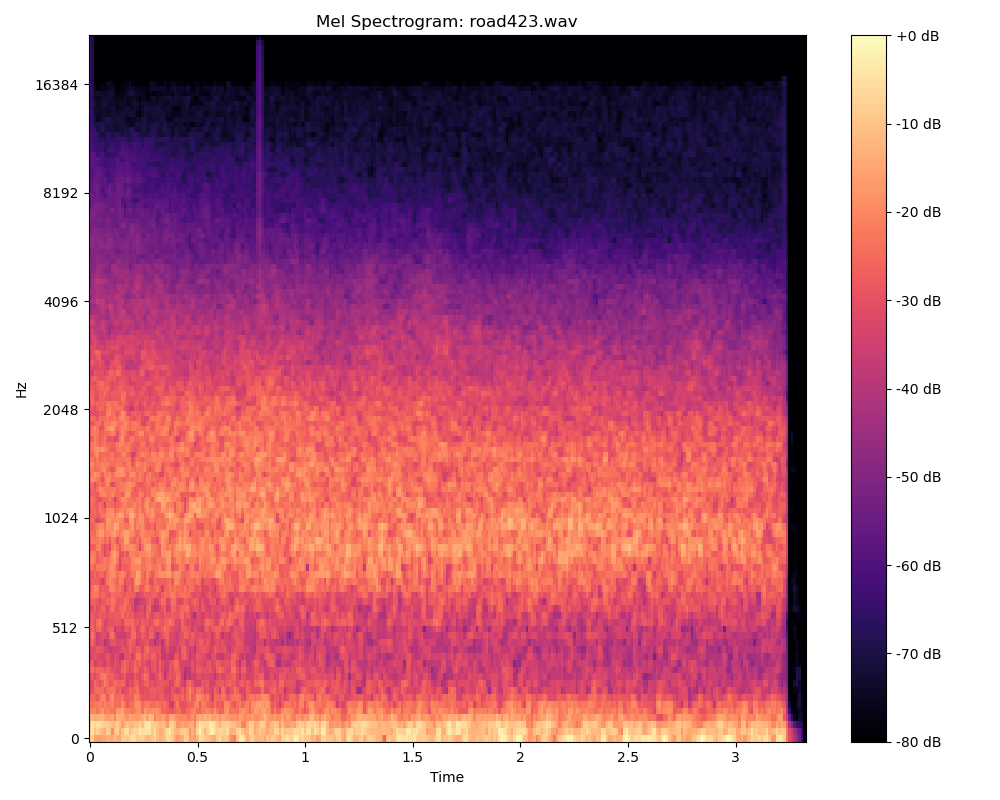 Mel Spectrogram: road423.wav
Hz
16384
8192
4096
2048
1024
512
0
0
0.5
1
1.5
2
2.5
3
Time
+0 dB
-10 dB
-20 dB
-30 dB
-40 dB
-50 dB
-60 dB
-70 dB
-80 dB